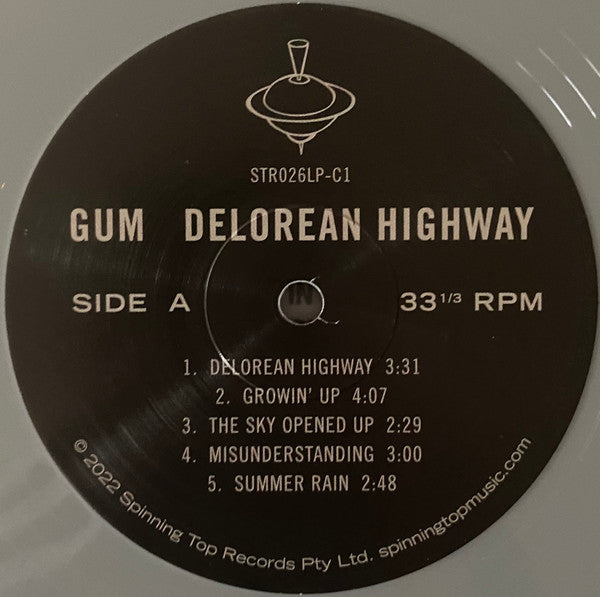 STR026LP-C1
GUM DELOREAN HIGHWAY
SIDE A
33 1/3 RPM
1. DELOREAN HIGHWAY 3:31
2. GROWIN' UP 4:07
3. THE SKY OPENED UP 2:29
4. MISUNDERSTANDING 3:00
5. SUMMER RAIN 2:48
© 2022 Spinning Top Records Pty Ltd. spinningtopmusic.com